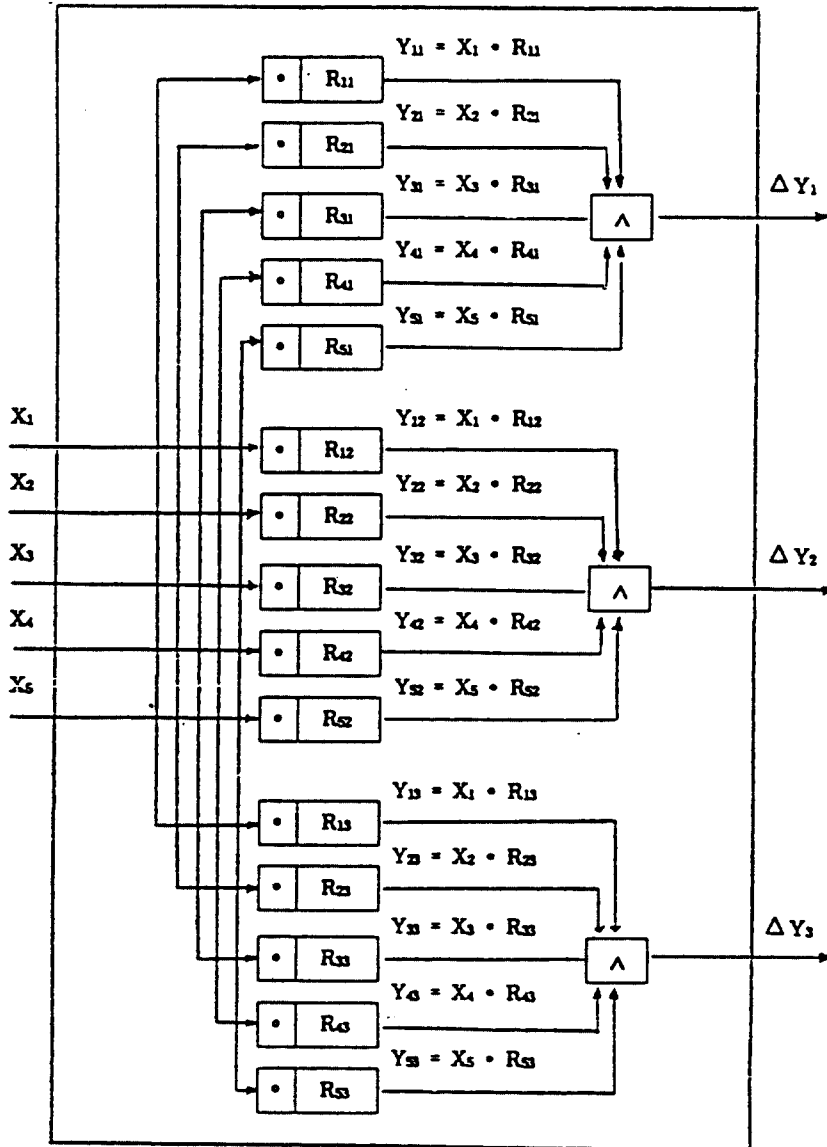 Y₁₁ = X₁ • R₁₁
• R₁₁
Y₂₁ = X₂ • R₂₁
• R₂₁
Y₃₁ = X₃ • R₃₁
• R₃₁
∧
Δ Y₁
Y₄₁ = X₄ • R₄₁
• R₄₁
Y₅₁ = X₅ • R₅₁
• R₅₁
X₁
Y₁₂ = X₁ • R₁₂
• R₁₂
X₂
Y₂₂ = X₂ • R₂₂
• R₂₂
X₃
Y₃₂ = X₃ • R₃₂
• R₃₂
∧
Δ Y₂
X₄
Y₄₂ = X₄ • R₄₂
• R₄₂
X₅
Y₅₂ = X₅ • R₅₂
• R₅₂
Y₁₃ = X₁ • R₁₃
• R₁₃
Y₂₃ = X₂ • R₂₃
• R₂₃
Y₃₃ = X₃ • R₃₃
• R₃₃
∧
Δ Y₃
Y₄₃ = X₄ • R₄₃
• R₄₃
Y₅₃ = X₅ • R₅₃
• R₅₃